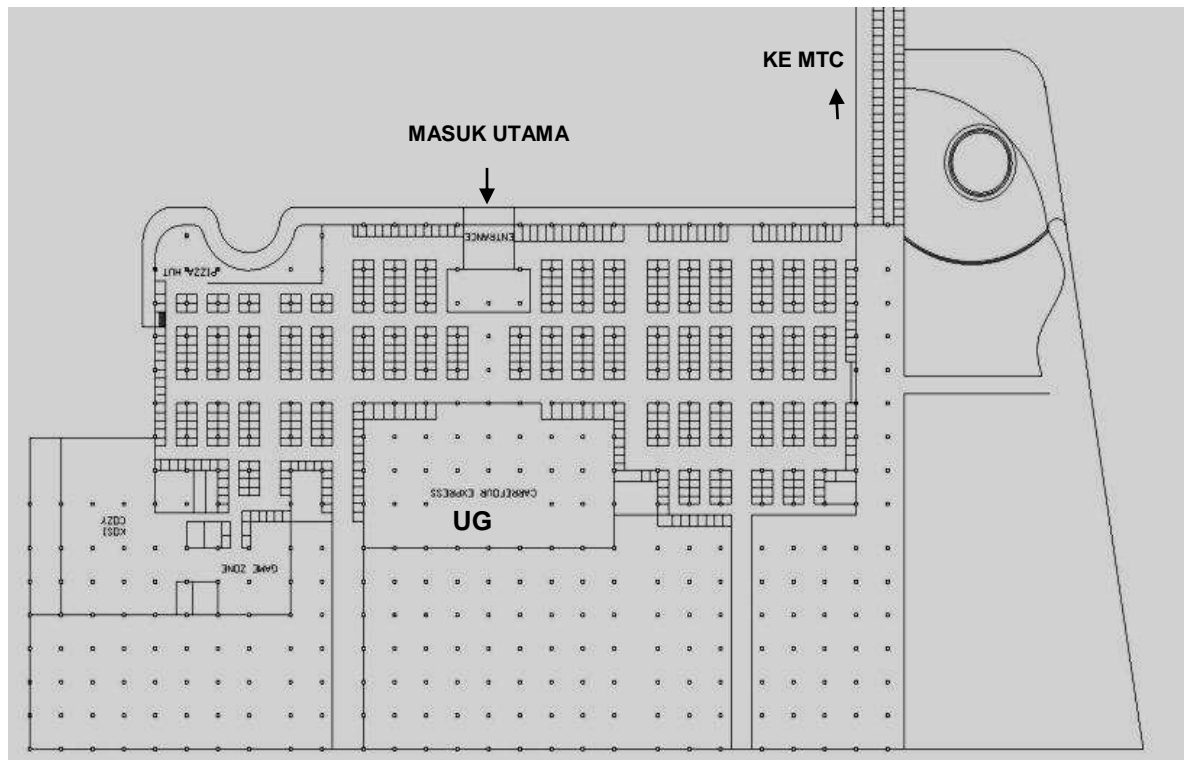 KE MTC
MASUK UTAMA
ENTRANCE
PIZZA HUT
CARREFOUR EXPRESS
UG
KOSI
COZY
GAME ZONE